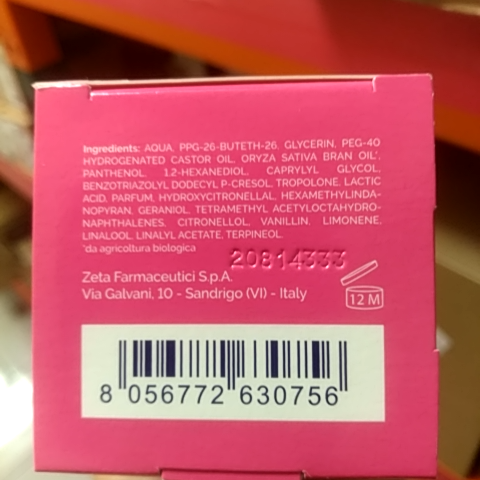 Ingredients: AQUA, PPG-26-BUTETH-26, GLYCERIN, PEG-40
HYDROGENATED CASTOR OIL, ORYZA SATIVA BRAN OIL*,
PANTHENOL, 1,2-HEXANEDIOL, CAPRYLYL GLYCOL,
BENZOTRIAZOLYL DODECYL P-CRESOL, TROPOLONE, LACTIC
ACID, PARFUM, HYDROXYCITRONELLAL, HEXAMETHYLINDA-
NOPYRAN, GERANIOL, TETRAMETHYL ACETYLOCTAHYDRO-
NAPHTHALENES, CITRONELLOL, VANILLIN, LIMONENE,
LINALOOL, LINALYL ACETATE, TERPINEOL.
*da agricoltura biologica
20814333
Zeta Farmaceutici S.p.A.
Via Galvani, 10 - Sandrigo (VI) - Italy
12 M
8 056772 630756